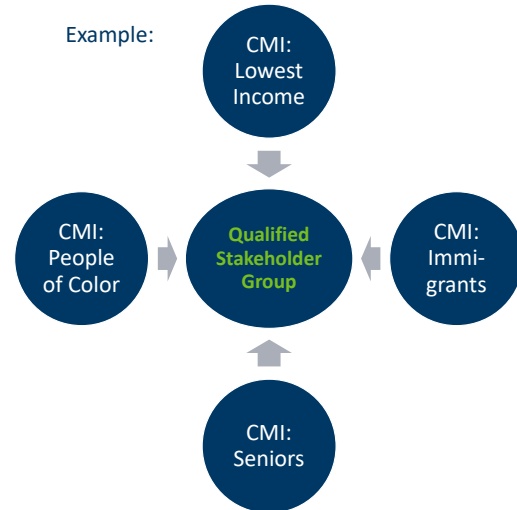 Example:
CMI:
Lowest
Income
CMI:
People
of Color
Qualified
Stakeholder
Group
CMI:
Immi-
grants
CMI:
Seniors